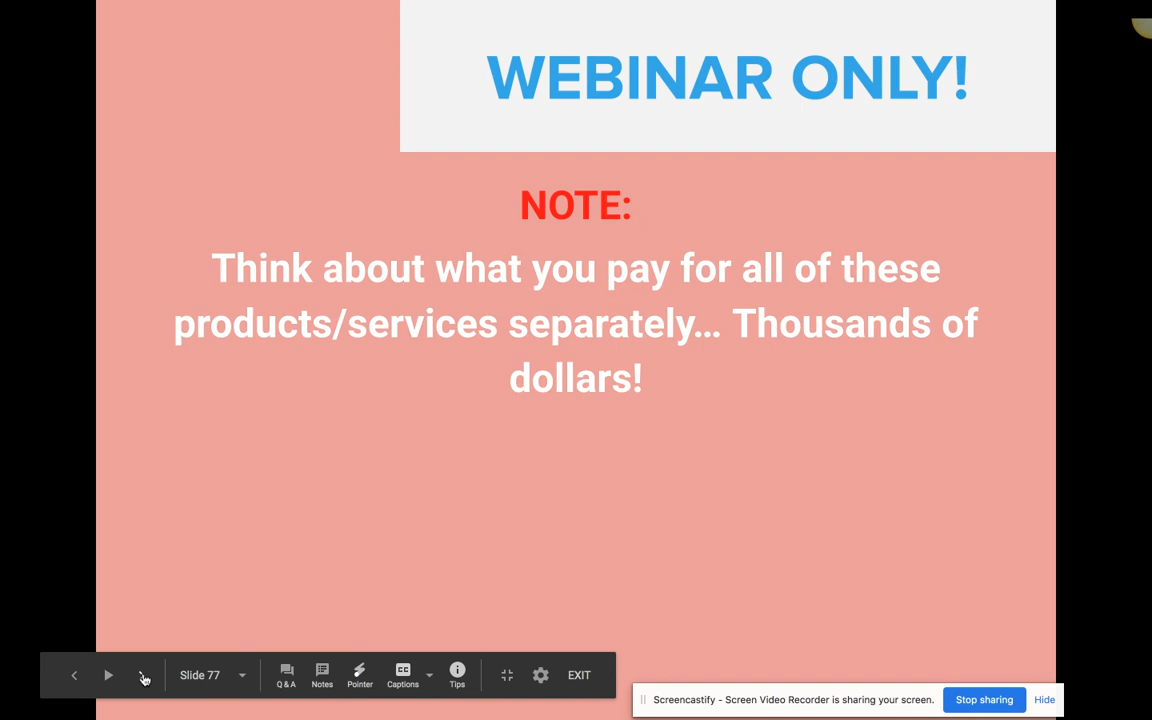 WEBINAR ONLY!
NOTE:
Think about what you pay for all of these
products/services separately... Thousands of
dollars!
Slide 77
Q & A
Notes
Pointer
Captions
Tips
EXIT
Screencastify - Screen Video Recorder is sharing your screen.
Stop sharing
Hide